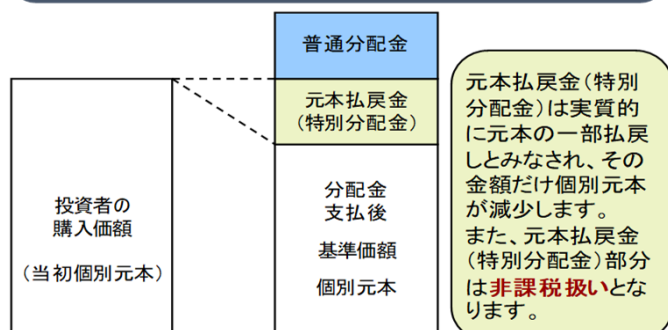 普通分配金
元本払戻金
(特別分配金)
投資者の
購入価額
(当初個別元本)
分配金
支払後
基準価額
個別元本
元本払戻金(特別
分配金)は実質的
に元本の一部払戻
しとみなされ、その
金額だけ個別元本
が減少します。
また、元本払戻金
(特別分配金)部分
は非課税扱いとな
ります。